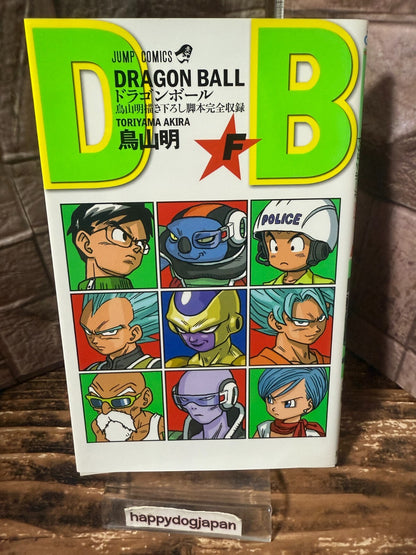 JUMP COMICS
DRAGON BALL
ドラゴンボール
鳥山明描き下ろし脚本完全収録
TORIYAMA AKIRA
鳥山明
D F B
POLICE
happydogjapan